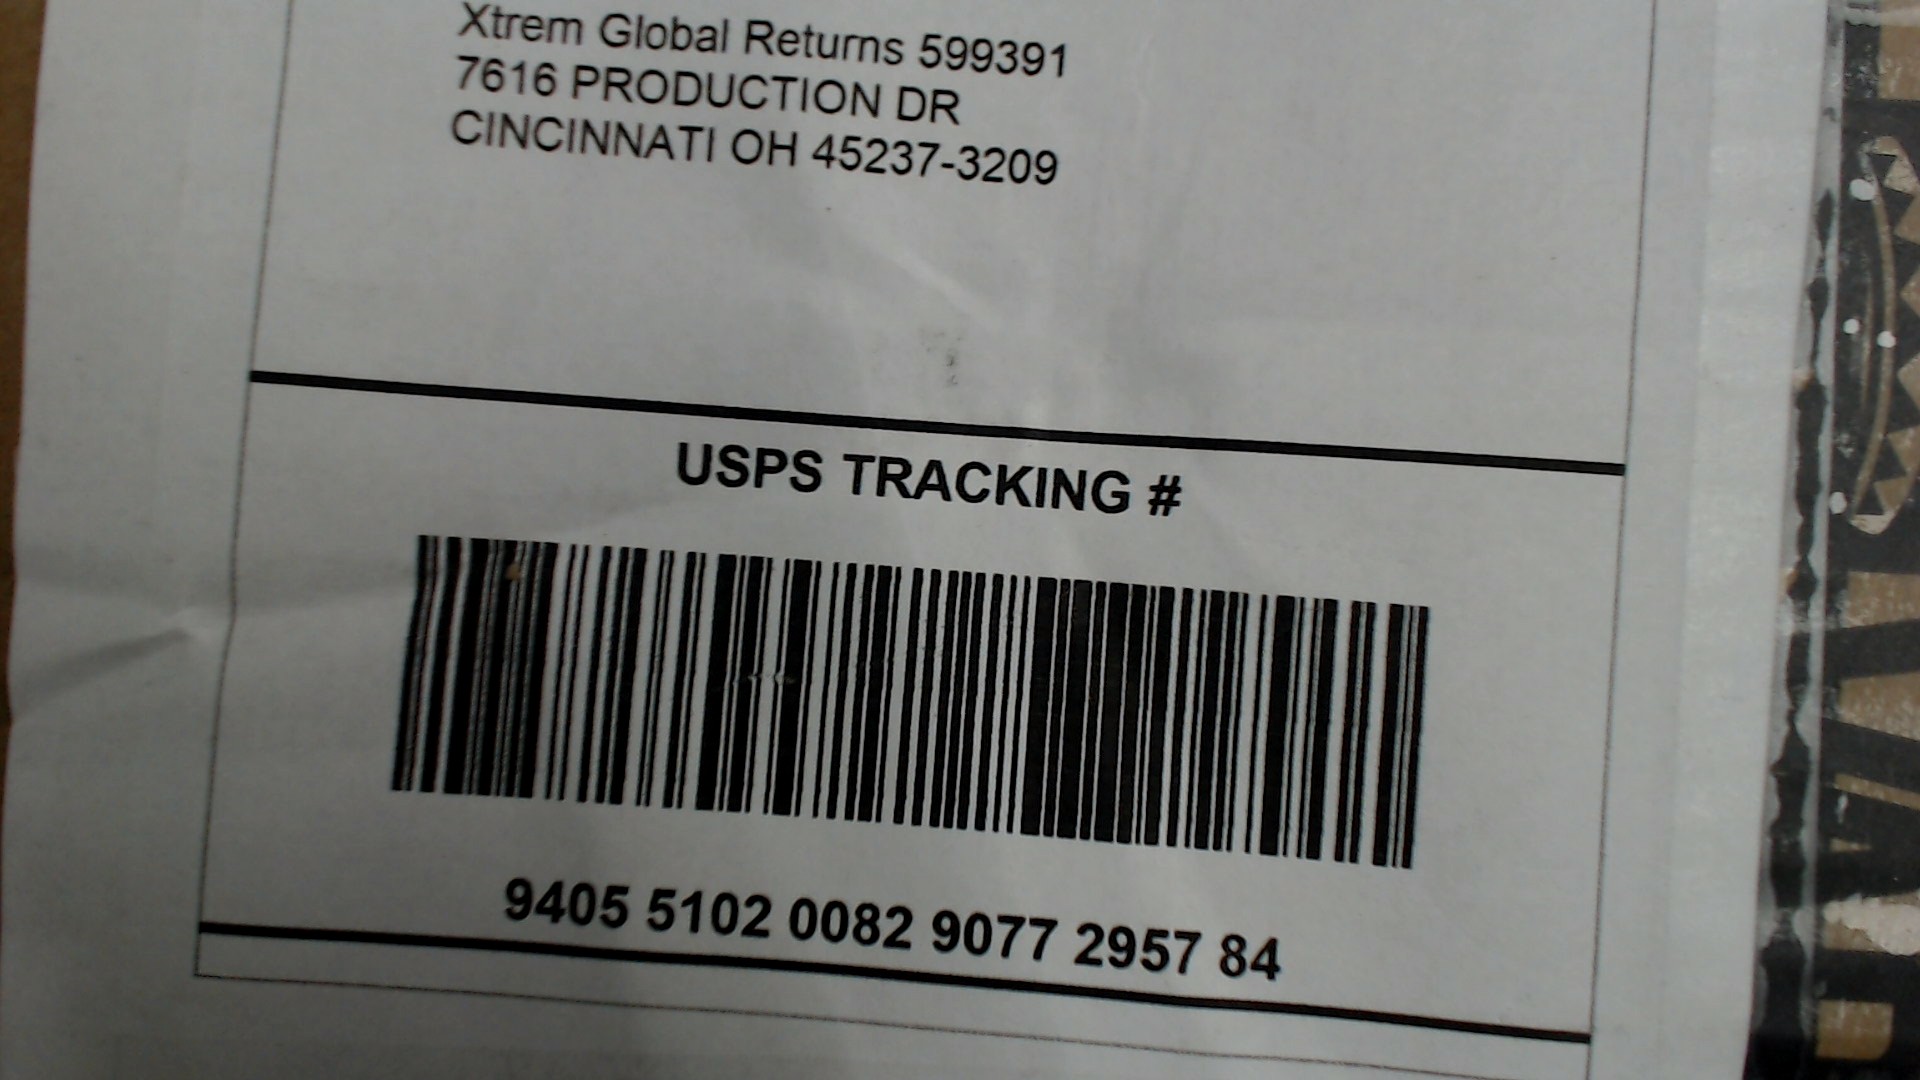 Xtrem Global Returns 599391
7616 PRODUCTION DR
CINCINNATI OH 45237-3209
USPS TRACKING #
9405 5102 0082 9077 2957 84